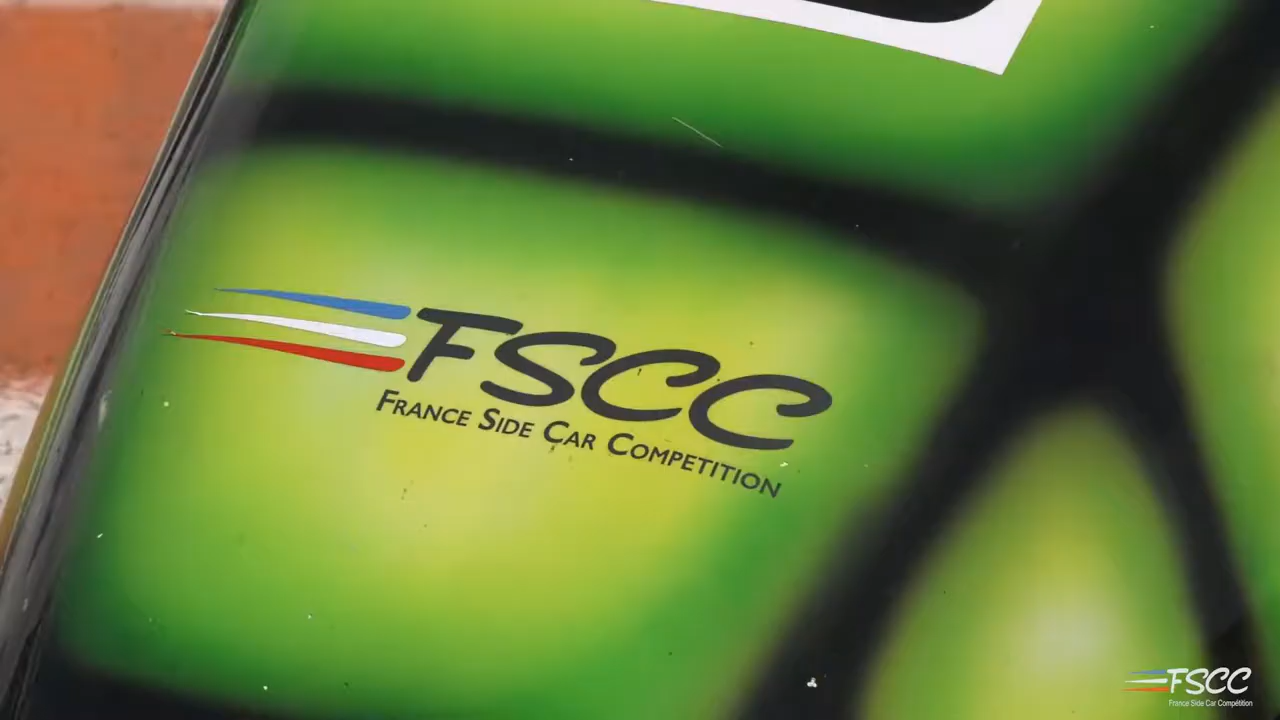 FSCC
FRANCE SIDE CAR COMPETITION
FSCC
France Side Car Compétition